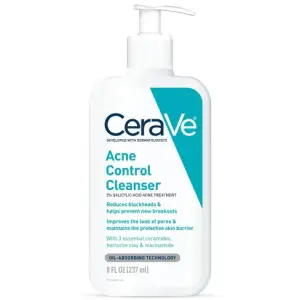 CeraVe
DEVELOPED WITH DERMATOLOGISTS
Acne
Control
Cleanser
2% SALICYLIC ACID ACNE TREATMENT
Reduces blackheads &
helps prevent new breakouts
Improves the look of pores &
maintains the protective skin barrier
With 3 essential ceramides,
hectorite clay & niacinamide
OIL-ABSORBING TECHNOLOGY
8 FL OZ (237 ml)